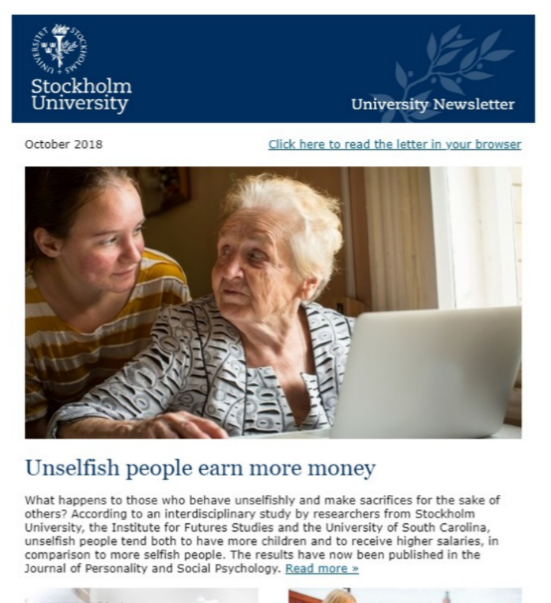 STOCKHOLMS UNIVERSITET
Stockholm
University
University Newsletter
October 2018
Click here to read the letter in your browser
Unselfish people earn more money
What happens to those who behave unselfishly and make sacrifices for the sake of
others? According to an interdisciplinary study by researchers from Stockholm
University, the Institute for Futures Studies and the University of South Carolina,
unselfish people tend both to have more children and to receive higher salaries, in
comparison to more selfish people. The results have now been published in the
Journal of Personality and Social Psychology. Read more »